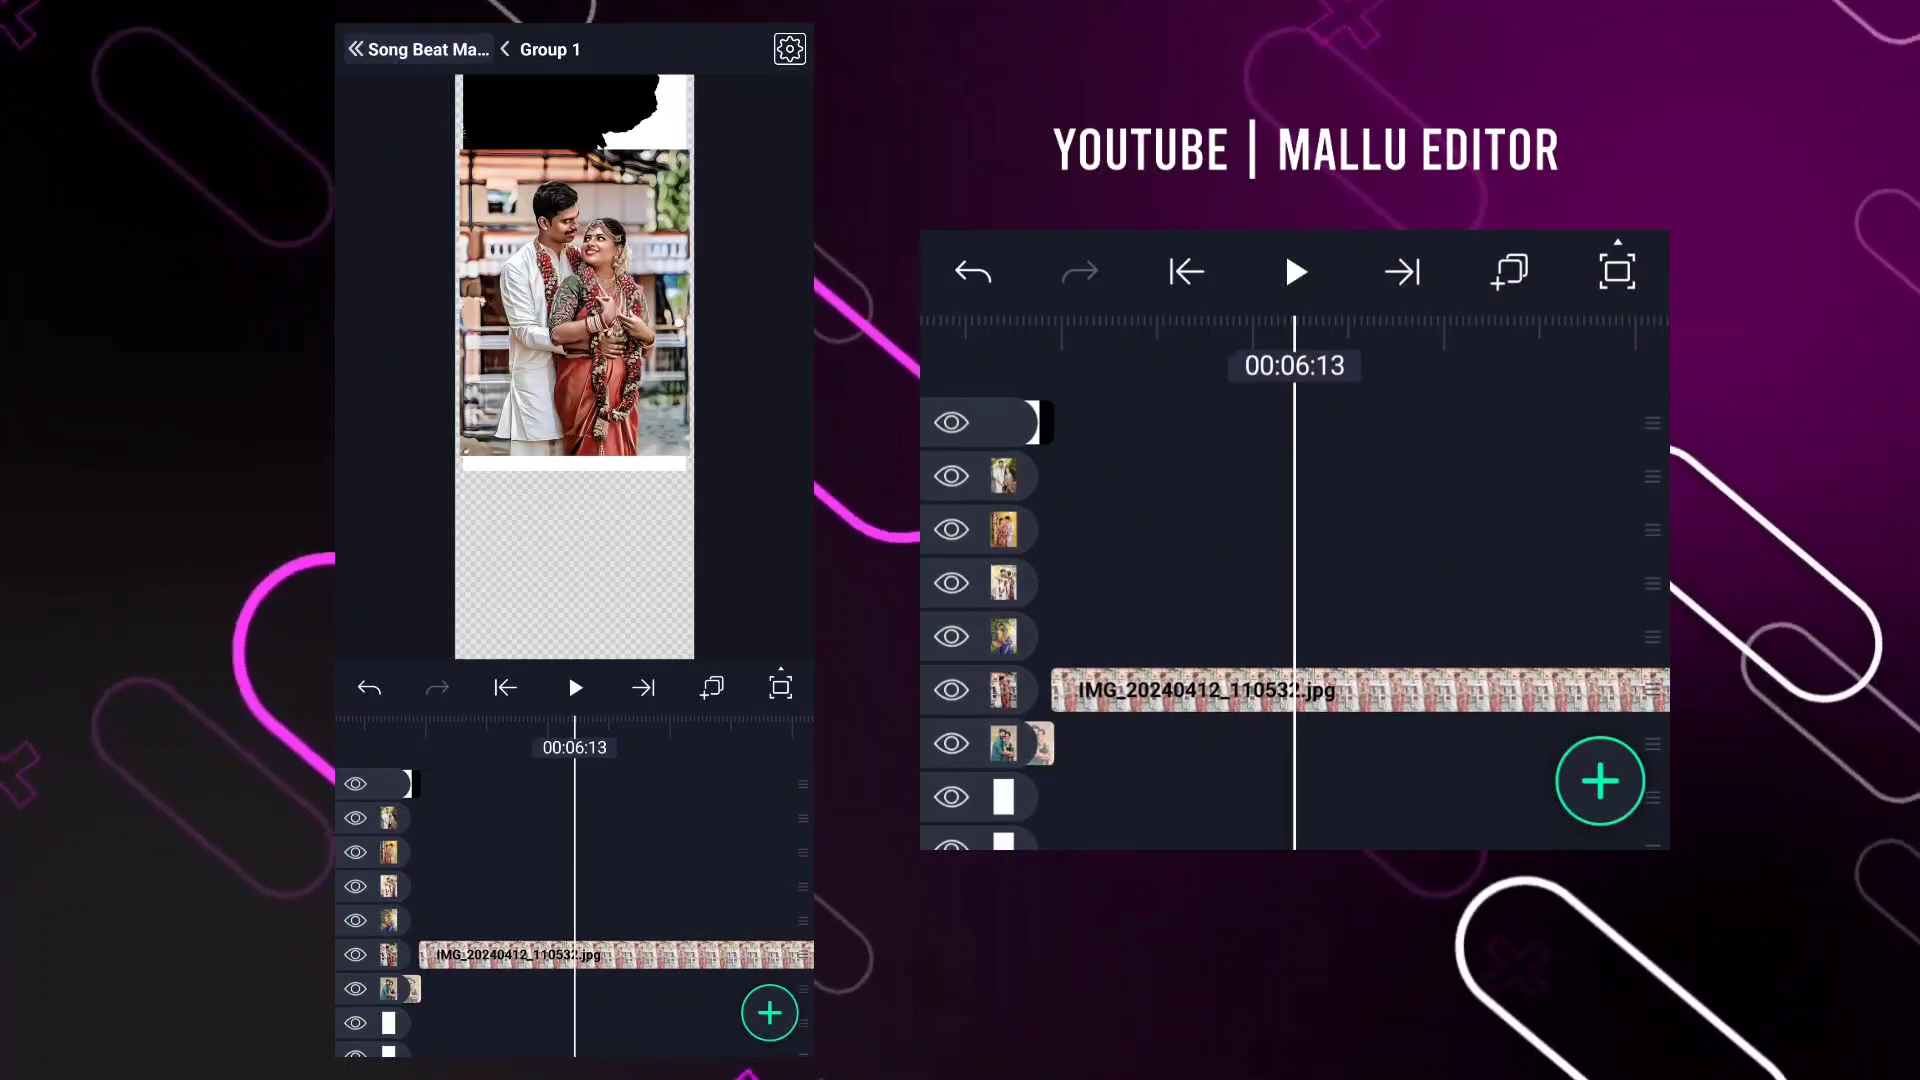 Song Beat Ma...
Group 1
YOUTUBE | MALLU EDITOR
00:06:13
IMG_20240412_110532.jpg
00:06:13
IMG_20240412_110532.jpg